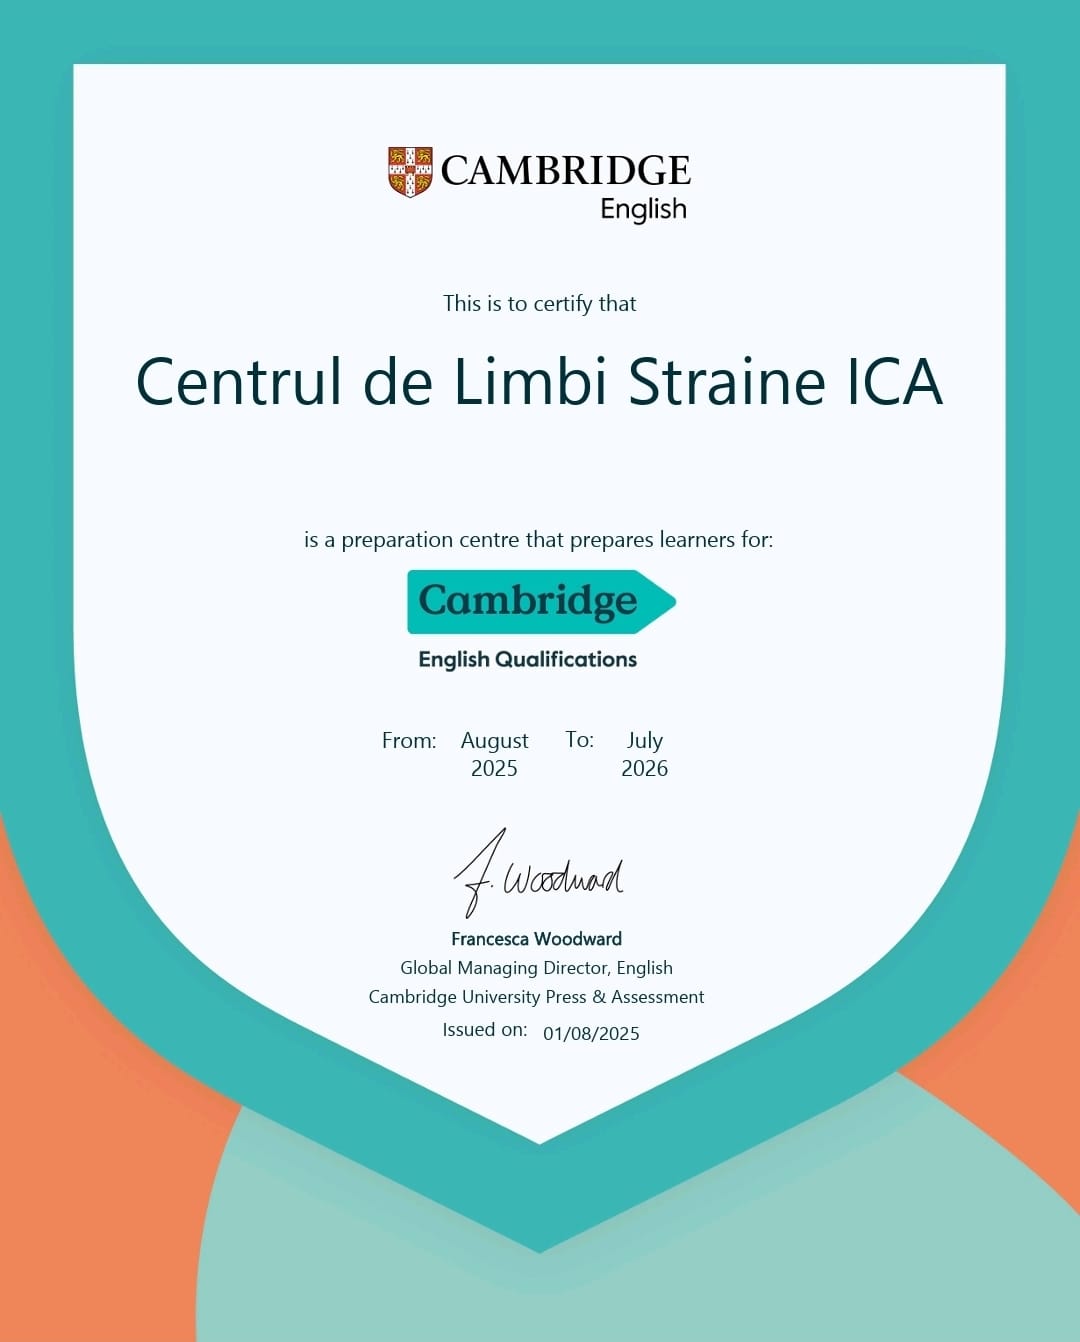 CAMBRIDGE
English
This is to certify that
Centrul de Limbi Straine ICA
is a preparation centre that prepares learners for:
Cambridge
English Qualifications
From: August 2025 To: July 2026
F. Woodward
Francesca Woodward
Global Managing Director, English
Cambridge University Press & Assessment
Issued on: 01/08/2025